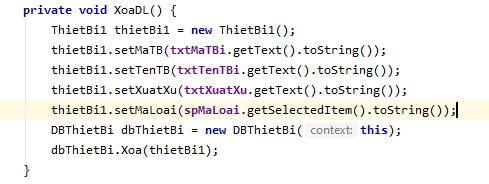 private void XoaDL() {
ThietBi1 thietBi1 = new ThietBi1();
thietBi1.setMaTB(txtMaTBi.getText().toString());
thietBi1.setTenTB(txtTenTBi.getText().toString());
thietBi1.setXuatXu(txtXuatXu.getText().toString());
thietBi1.setMaLoai(spMaLoai.getSelectedItem().toString());
DBThietBi dbThietBi = new DBThietBi( context: this);
dbThietBi.Xoa(thietBi1);
}